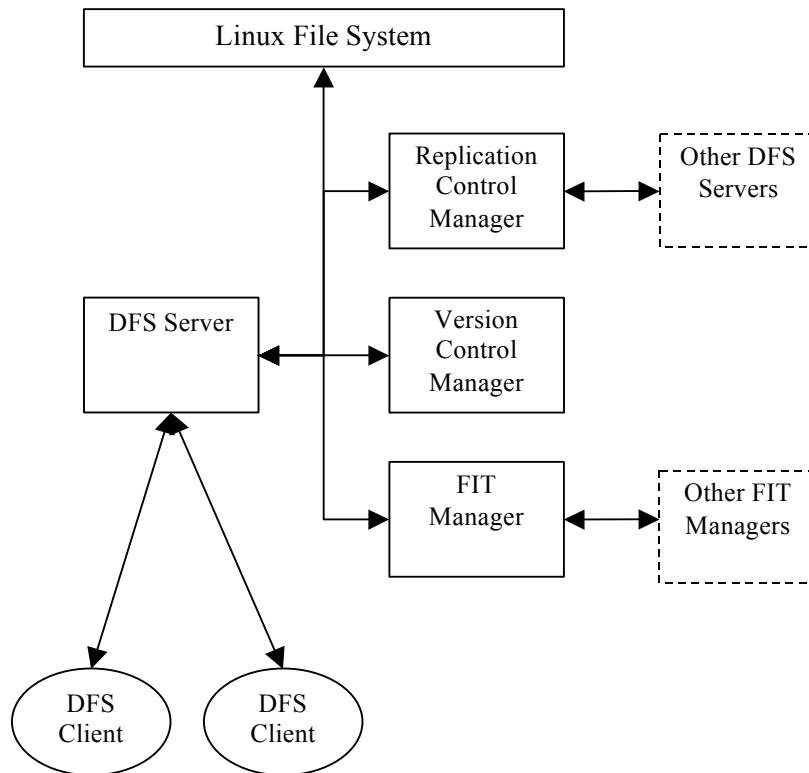 Linux File System
Replication
Control
Manager
Other DFS
Servers
DFS Server
Version
Control
Manager
FIT
Manager
Other FIT
Managers
DFS
Client
DFS
Client